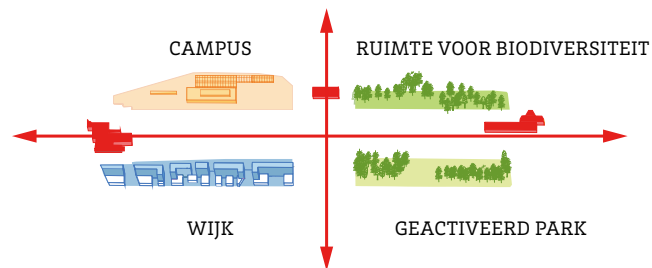 CAMPUS
RUIMTE VOOR BIODIVERSITEIT
WIJK
GEACTIVEERD PARK